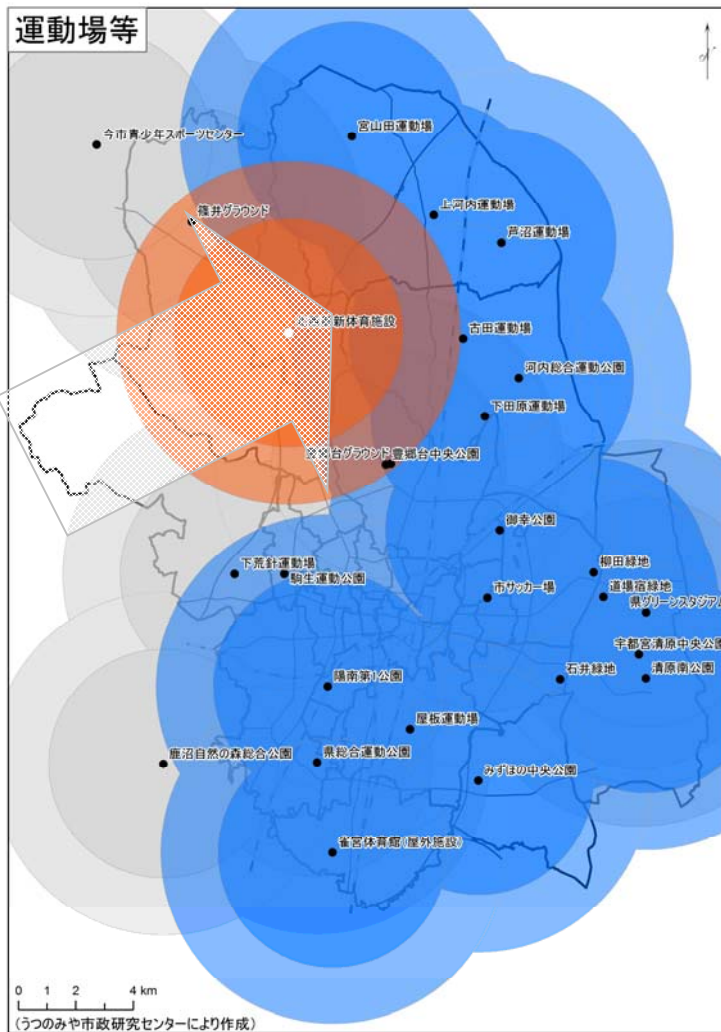 運動場等
N
今市青少年スポーツセンター
宮山田運動場
篠井グラウンド
上河内運動場
芦沼運動場
新体育施設
古田運動場
河内総合運動公園
下田原運動場
台グラウンド
豊郷台中央公園
御幸公園
下荒針運動場
駒生運動公園
柳田緑地
市サッカー場
道場宿緑地
県グリーンスタジアム
宇都宮清原中央公園
石井緑地
清原南公園
陽南第1公園
屋板運動場
鹿沼自然の森総合公園
県総合運動公園
みずほの中央公園
雀宮体育館(屋外施設)
0 1 2 4 km
(うつのみや市政研究センターにより作成)